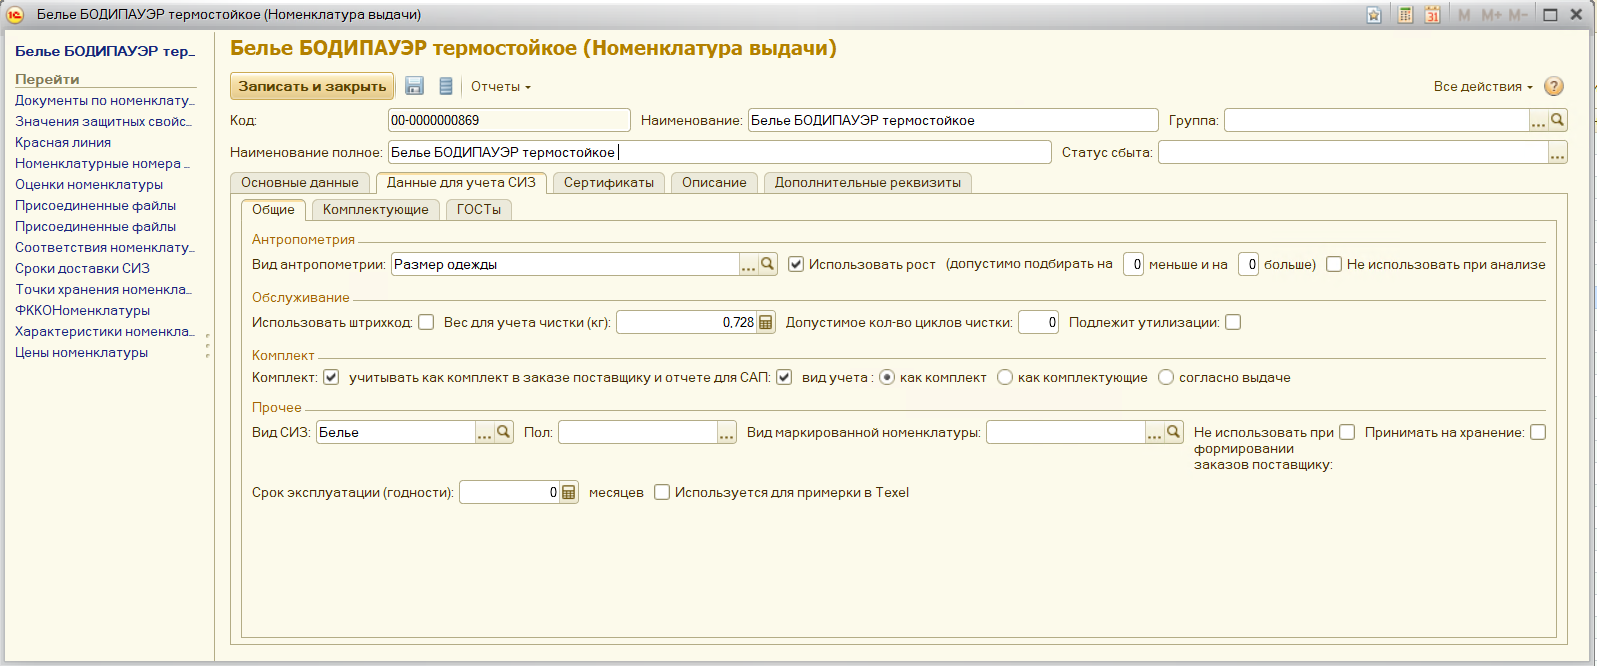 Белье БОДИПАУЭР термостойкое (Номенклатура выдачи)
31 M M+ M-
Белье БОДИПАУЭР тер...
Перейти
Документы по номенклату...
Значения защитных свойс...
Красная линия
Номенклатурные номера ...
Оценки номенклатуры
Присоединенные файлы
Присоединенные файлы
Соответствия номенклату...
Сроки доставки СИЗ
Точки хранения номенкла...
ФККОНоменклатуры
Характеристики номенкла...
Цены номенклатуры
Белье БОДИПАУЭР термостойкое (Номенклатура выдачи)
Записать и закрыть Отчеты Все действия ?
Код: 00-0000000869 Наименование: Белье БОДИПАУЭР термостойкое Группа: ...
Наименование полное: Белье БОДИПАУЭР термостойкое Статус сбыта: ...
Основные данные Данные для учета СИЗ Сертификаты Описание Дополнительные реквизиты
Общие Комплектующие ГОСТы
Антропометрия
Вид антропометрии: Размер одежды ... Использовать рост (допустимо подбирать на 0 меньше и на 0 больше) Не использовать при анализе
Обслуживание
Использовать штрихкод: Вес для учета чистки (кг): 0,728 Допустимое кол-во циклов чистки: 0 Подлежит утилизации:
Комплект
Комплект: учитывать как комплект в заказе поставщику и отчете для САП: вид учета : как комплект как комплектующие согласно выдаче
Прочее
Вид СИЗ: Белье ... Пол: ... Вид маркированной номенклатуры: ... Не использовать при Принимать на хранение:
формировании
заказов поставщику:
Срок эксплуатации (годности): 0 месяцев Используется для примерки в Texel